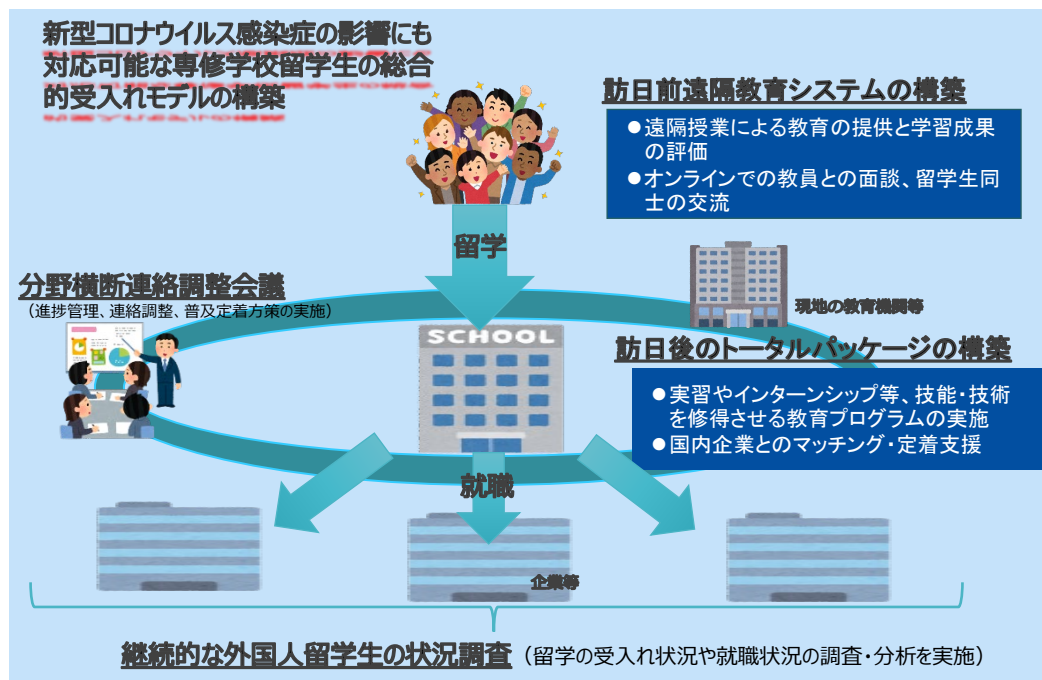 新型コロナウイルス感染症の影響にも
対応可能な専修学校留学生の総合
的受入れモデルの構築
訪日前遠隔教育システムの構築
●遠隔授業による教育の提供と学習成果
の評価
●オンラインでの教員との面談、留学生同
士の交流
留学
分野横断連絡調整会議
（進捗管理、連絡調整、普及定着方策の実施）
現地の教育機関等
SCHOOL
訪日後のトータルパッケージの構築
●実習やインターンシップ等、技能・技術
を修得させる教育プログラムの実施
●国内企業とのマッチング・定着支援
就職
企業等
継続的な外国人留学生の状況調査（留学の受入れ状況や就職状況の調査・分析を実施）